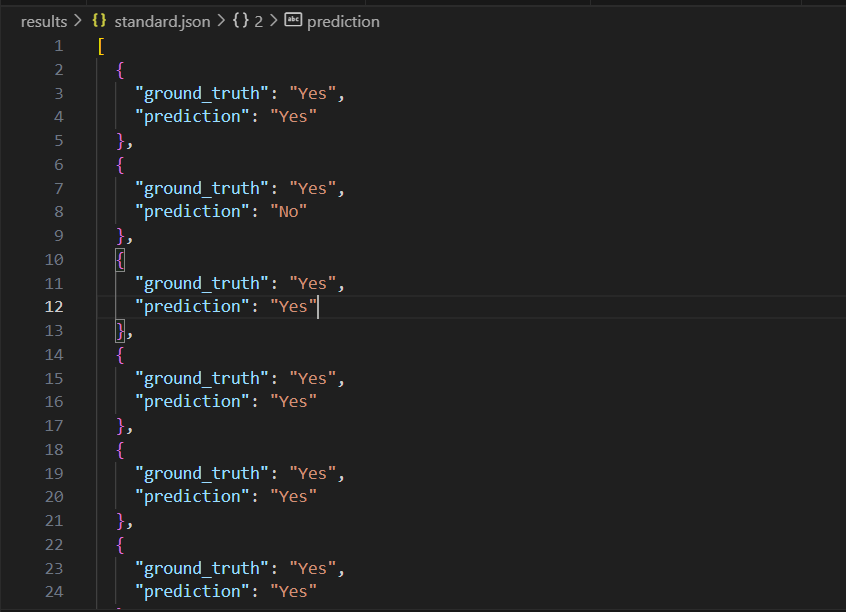 results > {} standard.json > {} 2 > abc prediction
1 [
2 {
3 "ground_truth": "Yes",
4 "prediction": "Yes"
5 },
6 {
7 "ground_truth": "Yes",
8 "prediction": "No"
9 },
10 {
11 "ground_truth": "Yes",
12 "prediction": "Yes"
13 },
14 {
15 "ground_truth": "Yes",
16 "prediction": "Yes"
17 },
18 {
19 "ground_truth": "Yes",
20 "prediction": "Yes"
21 },
22 {
23 "ground_truth": "Yes",
24 "prediction": "Yes"